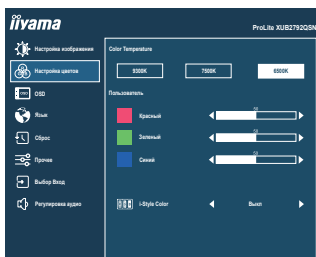 iiyama
ProLite XUB2792QSN
Настройка изображения
Настройка цветов
OSD
Язык
Сброс
Прочее
Выбор Вход
Регулировка аудио
Color Temperature
9300K 7500K 6500K
Пользователь
Красный 50
Зеленый 50
Синий 50
i-Style Color Выкл